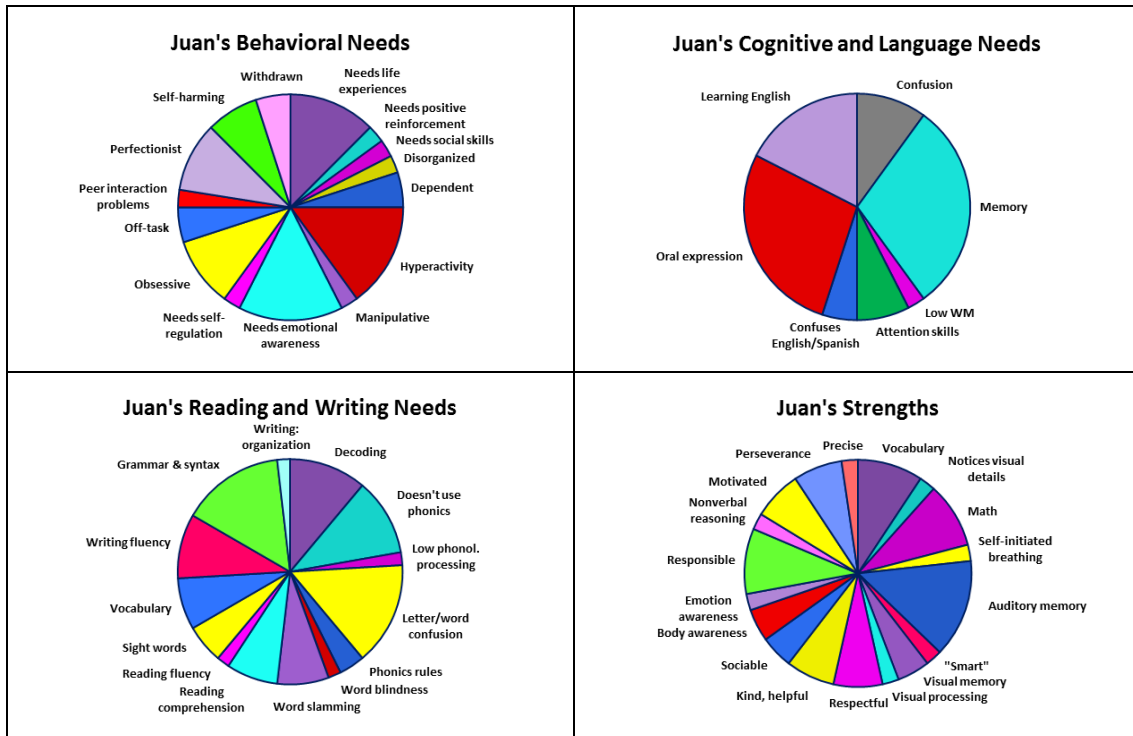 Juan's Behavioral Needs
Withdrawn
Needs life
experiences
Self-harming
Needs positive
reinforcement
Needs social skills
Perfectionist
Disorganized
Peer interaction
problems
Dependent
Off-task
Hyperactivity
Obsessive
Needs self-
regulation
Needs emotional
awareness
Manipulative
Juan's Cognitive and Language Needs
Learning English
Confusion
Memory
Oral expression
Low WM
Confuses
English/Spanish
Attention skills
Juan's Reading and Writing Needs
Writing:
organization
Decoding
Grammar & syntax
Doesn't use
phonics
Writing fluency
Low phonol.
processing
Vocabulary
Letter/word
confusion
Sight words
Reading fluency
Phonics rules
Reading
comprehension
Word blindness
Word slamming
Juan's Strengths
Precise
Vocabulary
Perseverance
Notices visual
details
Motivated
Nonverbal
reasoning
Math
Self-initiated
breathing
Responsible
Auditory memory
Emotion
awareness
Body awareness
Sociable
"Smart"
Visual memory
Kind, helpful
Visual processing
Respectful